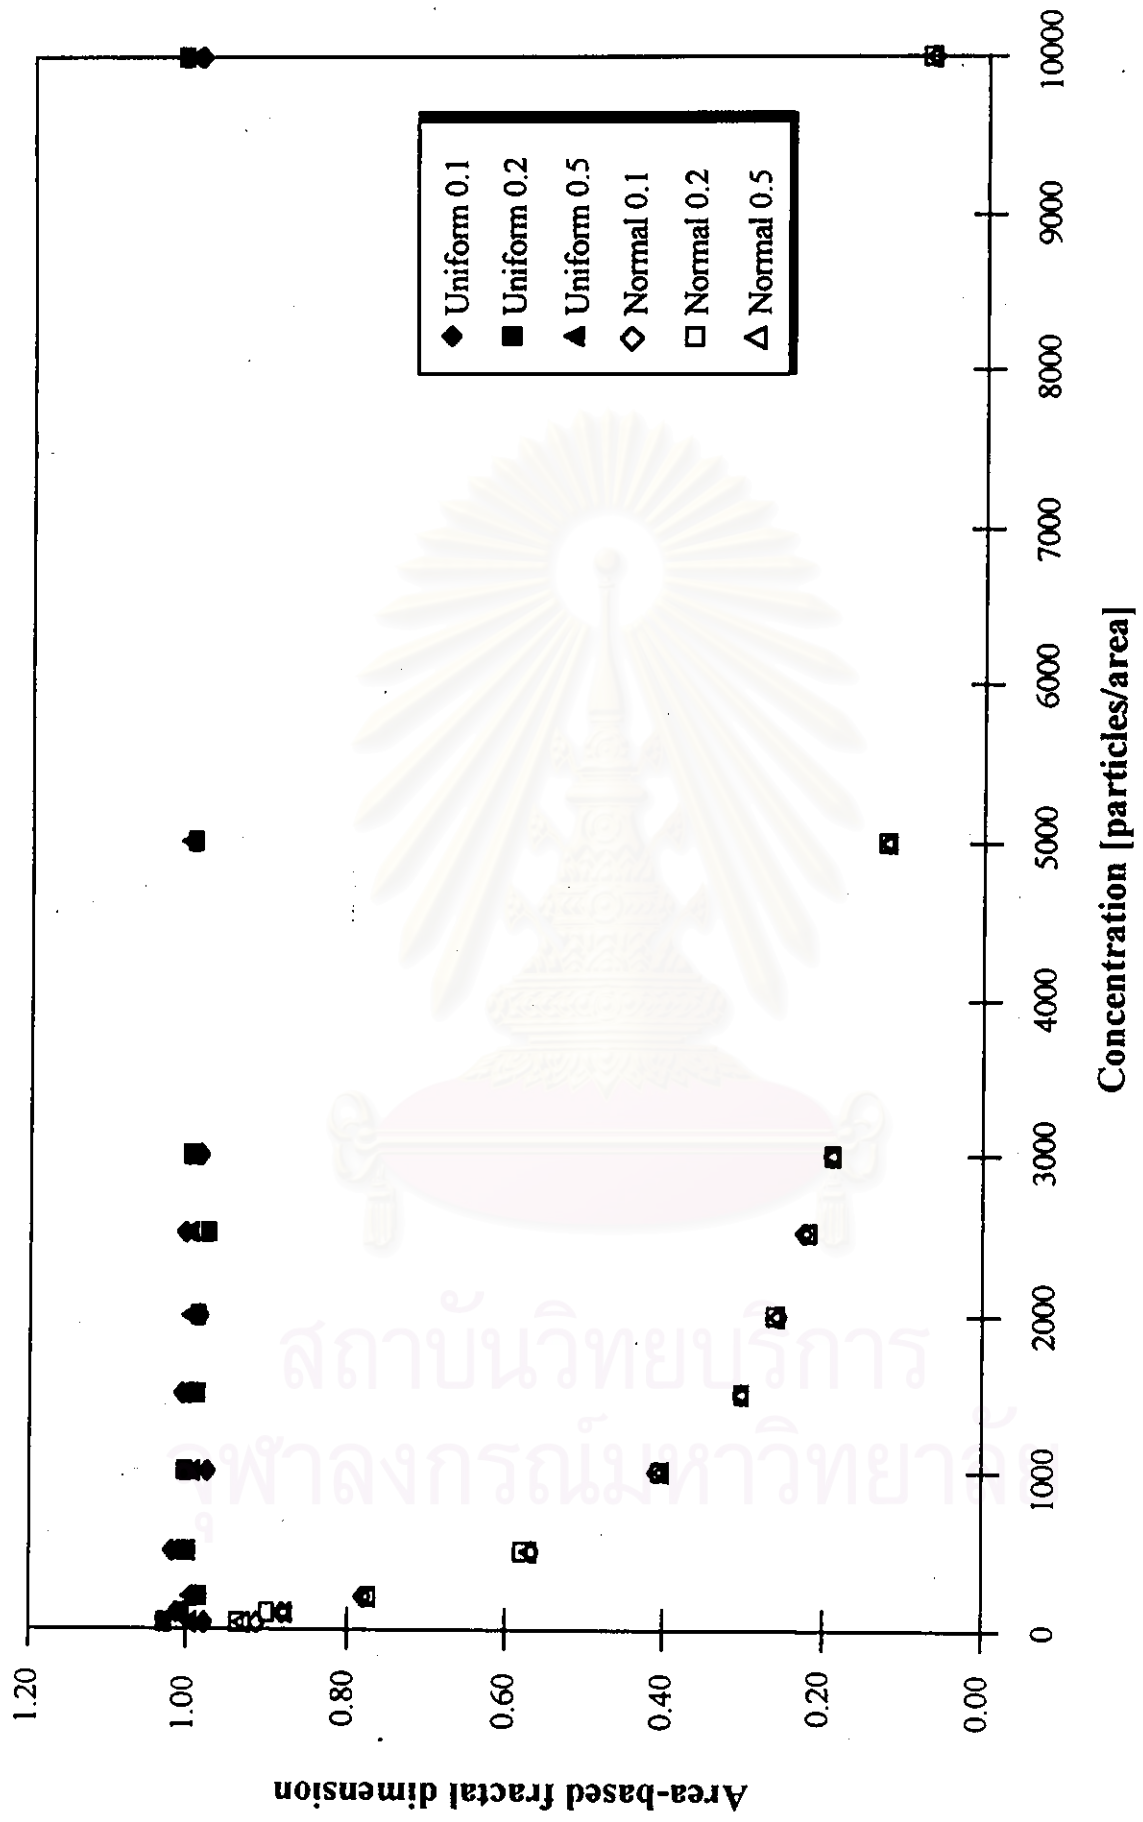 Area-based fractal dimension
1.20
1.00
0.80
0.60
0.40
0.20
0.00
0
1000
2000
3000
4000
5000
6000
7000
8000
9000
10000
Concentration [particles/area]
Uniform 0.1
Uniform 0.2
Uniform 0.5
Normal 0.1
Normal 0.2
Normal 0.5
สถาบันวิทยบริการ
จุฬาลงกรณ์มหาวิทยาลัย